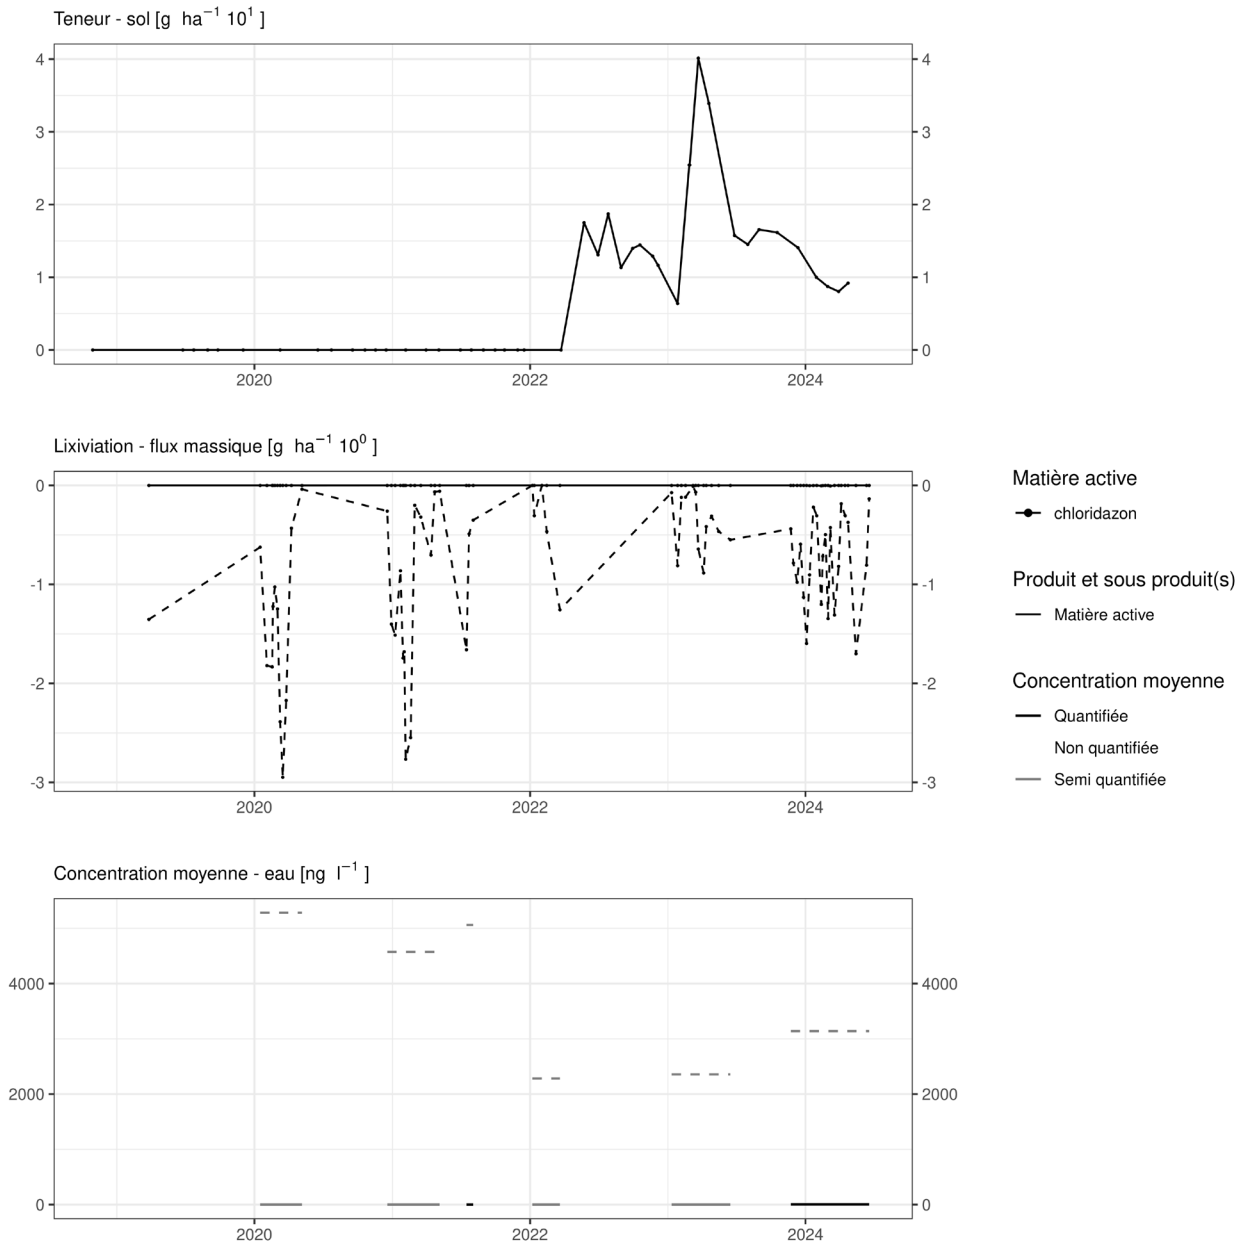 Teneur - sol [g ha⁻¹ 10¹ ]
4 4
3 3
2 2
1 1
0 0
2020 2022 2024
Lixiviation - flux massique [g ha⁻¹ 10⁰ ]
0 0
-1 -1
-2 -2
-3 -3
2020 2022 2024
Matière active
chloridazon
Produit et sous produit(s)
Matière active
Concentration moyenne
Quantifiée
Non quantifiée
Semi quantifiée
Concentration moyenne - eau [ng l⁻¹ ]
4000 4000
2000 2000
0 0
2020 2022 2024